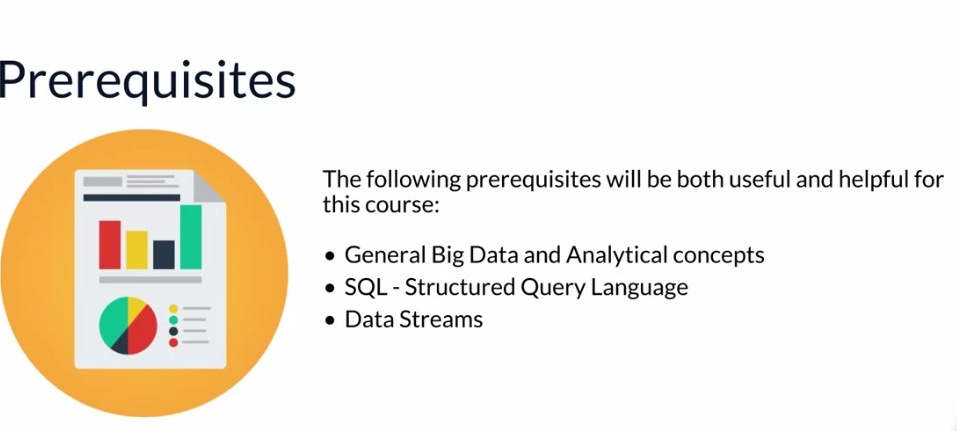 Prerequisites
The following prerequisites will be both useful and helpful for
this course:
• General Big Data and Analytical concepts
• SQL - Structured Query Language
• Data Streams